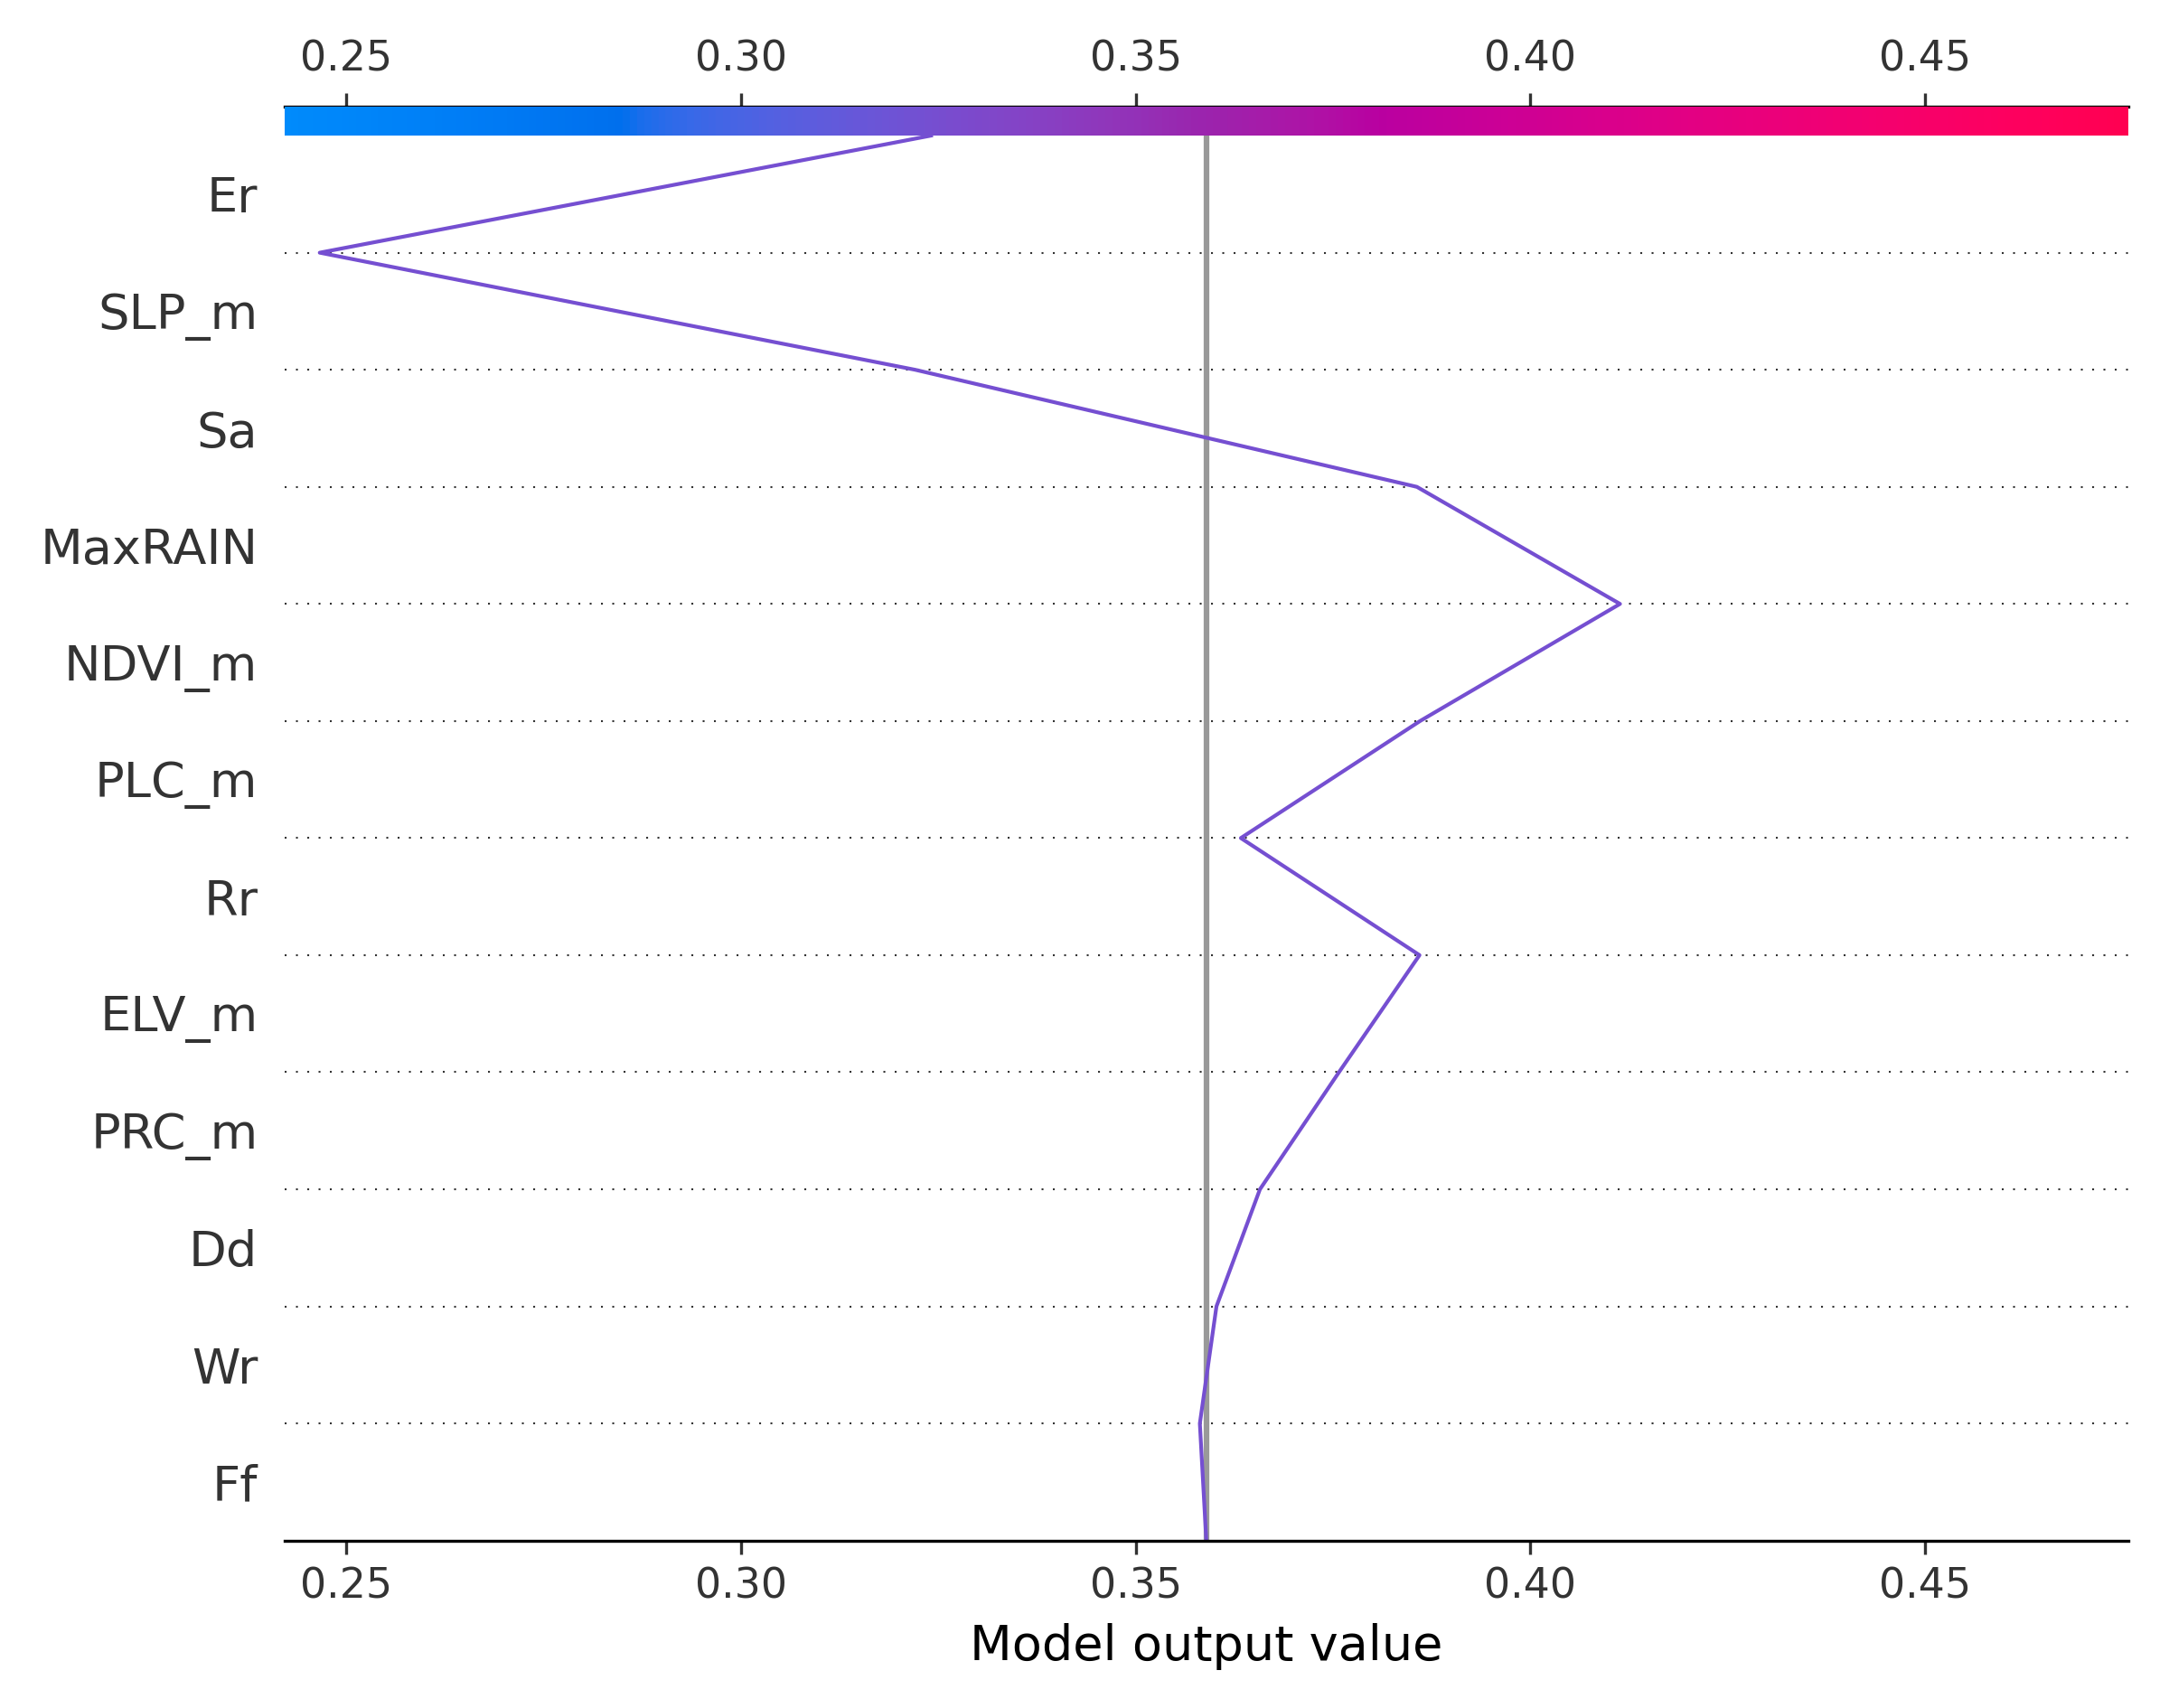 0.25 0.30 0.35 0.40 0.45
Er
SLP_m
Sa
MaxRAIN
NDVI_m
PLC_m
Rr
ELV_m
PRC_m
Dd
Wr
Ff
0.25 0.30 0.35 0.40 0.45
Model output value